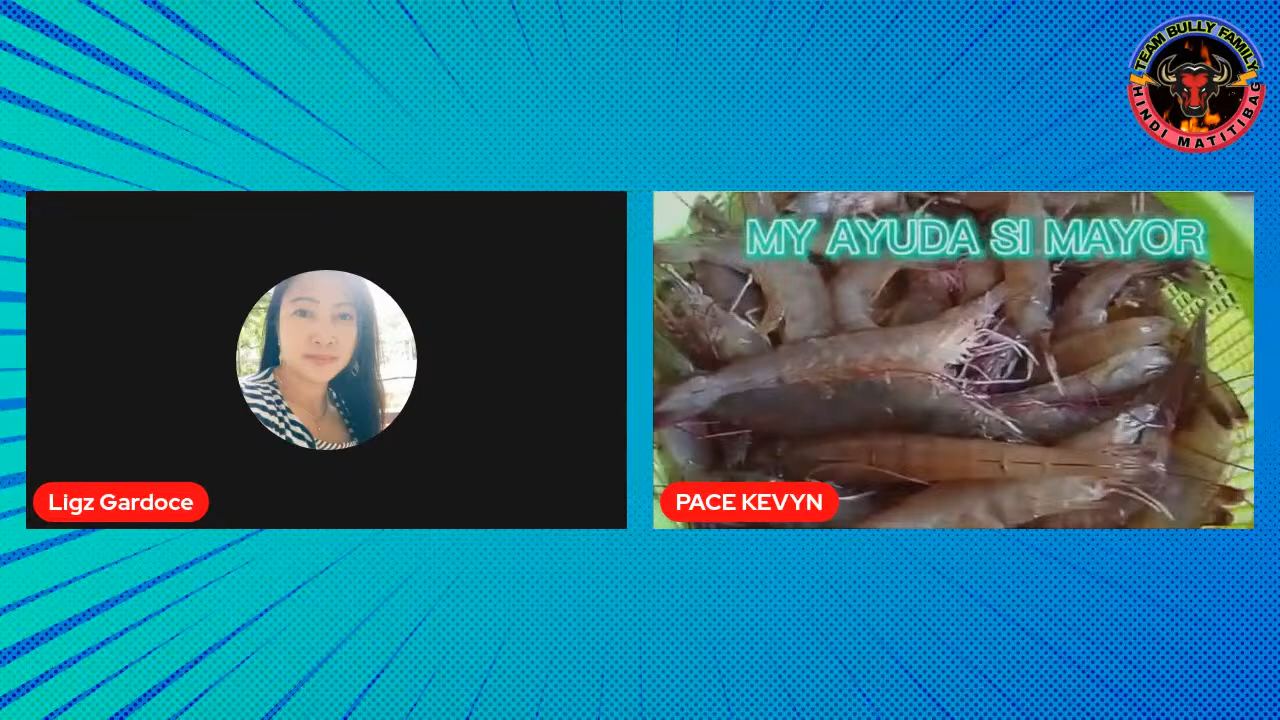 TEAM BULLY FAMILY
HINDI MATITIBAG
MY AYUDA SI MAYOR
Ligz Gardoce
PACE KEVYN